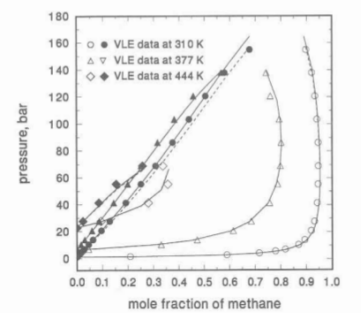 180
160
140
120
100
80
60
40
20
0
pressure, bar
VLE data at 310 K
VLE data at 377 K
VLE data at 444 K
0.0 0.1 0.2 0.3 0.4 0.5 0.6 0.7 0.8 0.9 1.0
mole fraction of methane